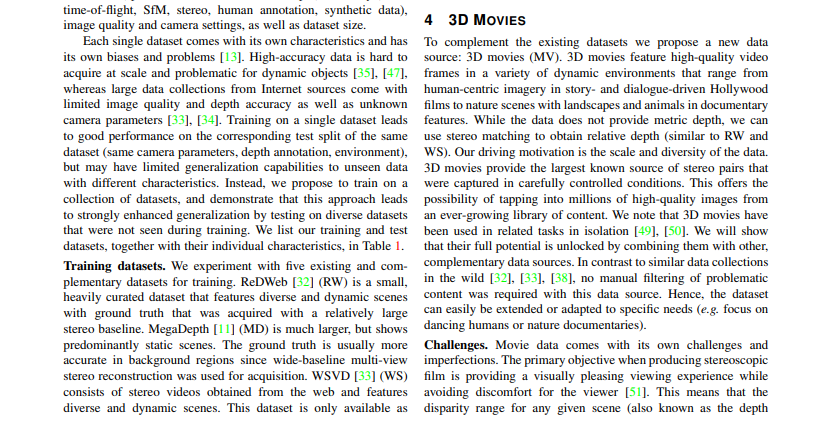 time-of-flight, SfM, stereo, human annotation, synthetic data),
image quality and camera settings, as well as dataset size.
Each single dataset comes with its own characteristics and has
its own biases and problems [13]. High-accuracy data is hard to
acquire at scale and problematic for dynamic objects [35], [47],
whereas large data collections from Internet sources come with
limited image quality and depth accuracy as well as unknown
camera parameters [33], [34]. Training on a single dataset leads
to good performance on the corresponding test split of the same
dataset (same camera parameters, depth annotation, environment),
but may have limited generalization capabilities to unseen data
with different characteristics. Instead, we propose to train on a
collection of datasets, and demonstrate that this approach leads
to strongly enhanced generalization by testing on diverse datasets
that were not seen during training. We list our training and test
datasets, together with their individual characteristics, in Table 1.
Training datasets. We experiment with five existing and com-
plementary datasets for training. ReDWeb [32] (RW) is a small,
heavily curated dataset that features diverse and dynamic scenes
with ground truth that was acquired with a relatively large
stereo baseline. MegaDepth [11] (MD) is much larger, but shows
predominantly static scenes. The ground truth is usually more
accurate in background regions since wide-baseline multi-view
stereo reconstruction was used for acquisition. WSVD [33] (WS)
consists of stereo videos obtained from the web and features
diverse and dynamic scenes. This dataset is only available as
4 3D MOVIES
To complement the existing datasets we propose a new data
source: 3D movies (MV). 3D movies feature high-quality video
frames in a variety of dynamic environments that range from
human-centric imagery in story- and dialogue-driven Hollywood
films to nature scenes with landscapes and animals in documentary
features. While the data does not provide metric depth, we can
use stereo matching to obtain relative depth (similar to RW and
WS). Our driving motivation is the scale and diversity of the data.
3D movies provide the largest known source of stereo pairs that
were captured in carefully controlled conditions. This offers the
possibility of tapping into millions of high-quality images from
an ever-growing library of content. We note that 3D movies have
been used in related tasks in isolation [49], [50]. We will show
that their full potential is unlocked by combining them with other,
complementary data sources. In contrast to similar data collections
in the wild [32], [33], [38], no manual filtering of problematic
content was required with this data source. Hence, the dataset
can easily be extended or adapted to specific needs (e.g. focus on
dancing humans or nature documentaries).
Challenges. Movie data comes with its own challenges and
imperfections. The primary objective when producing stereoscopic
film is providing a visually pleasing viewing experience while
avoiding discomfort for the viewer [51]. This means that the
disparity range for any given scene (also known as the depth